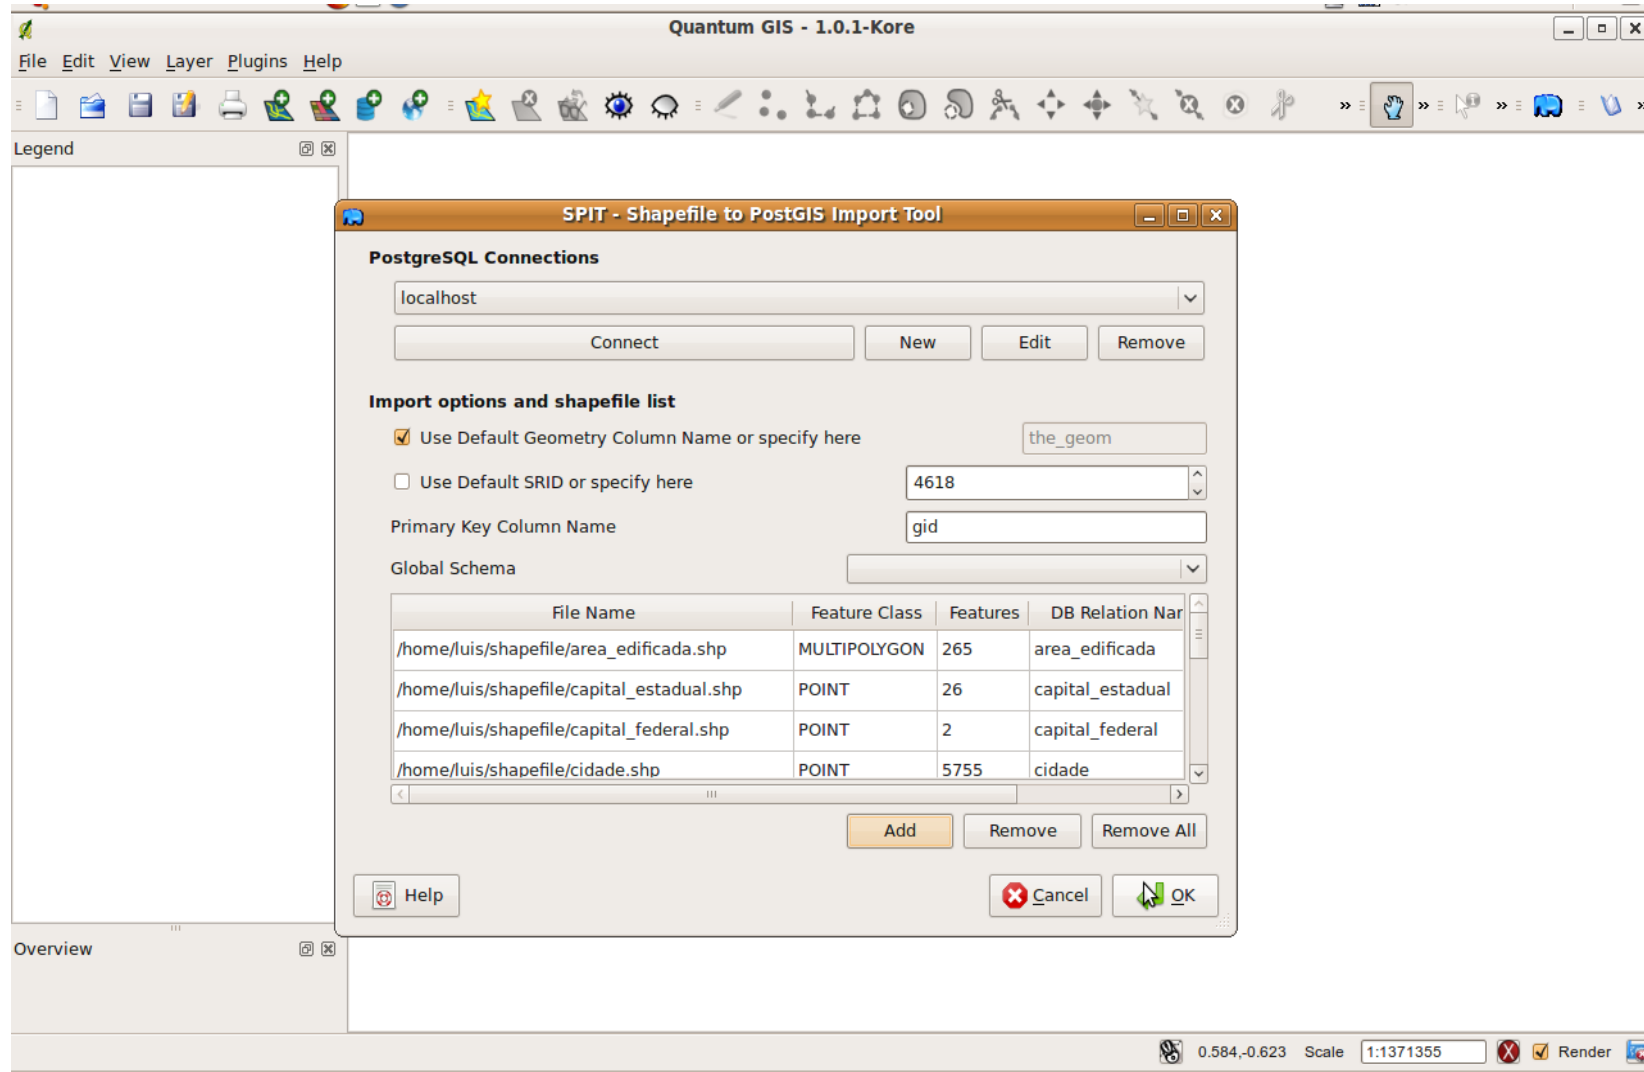 Quantum GIS - 1.0.1-Kore
File Edit View Layer Plugins Help
Legend
SPIT - Shapefile to PostGIS Import Tool
PostgreSQL Connections
localhost
Connect New Edit Remove
Import options and shapefile list
Use Default Geometry Column Name or specify here the_geom
Use Default SRID or specify here 4618
Primary Key Column Name gid
Global Schema
File Name Feature Class Features DB Relation Nar
/home/luis/shapefile/area_edificada.shp MULTIPOLYGON 265 area_edificada
/home/luis/shapefile/capital_estadual.shp POINT 26 capital_estadual
/home/luis/shapefile/capital_federal.shp POINT 2 capital_federal
/home/luis/shapefile/cidade.shp POINT 5755 cidade
Add Remove Remove All
Help Cancel OK
Overview
0.584,-0.623 Scale 1:1371355 Render